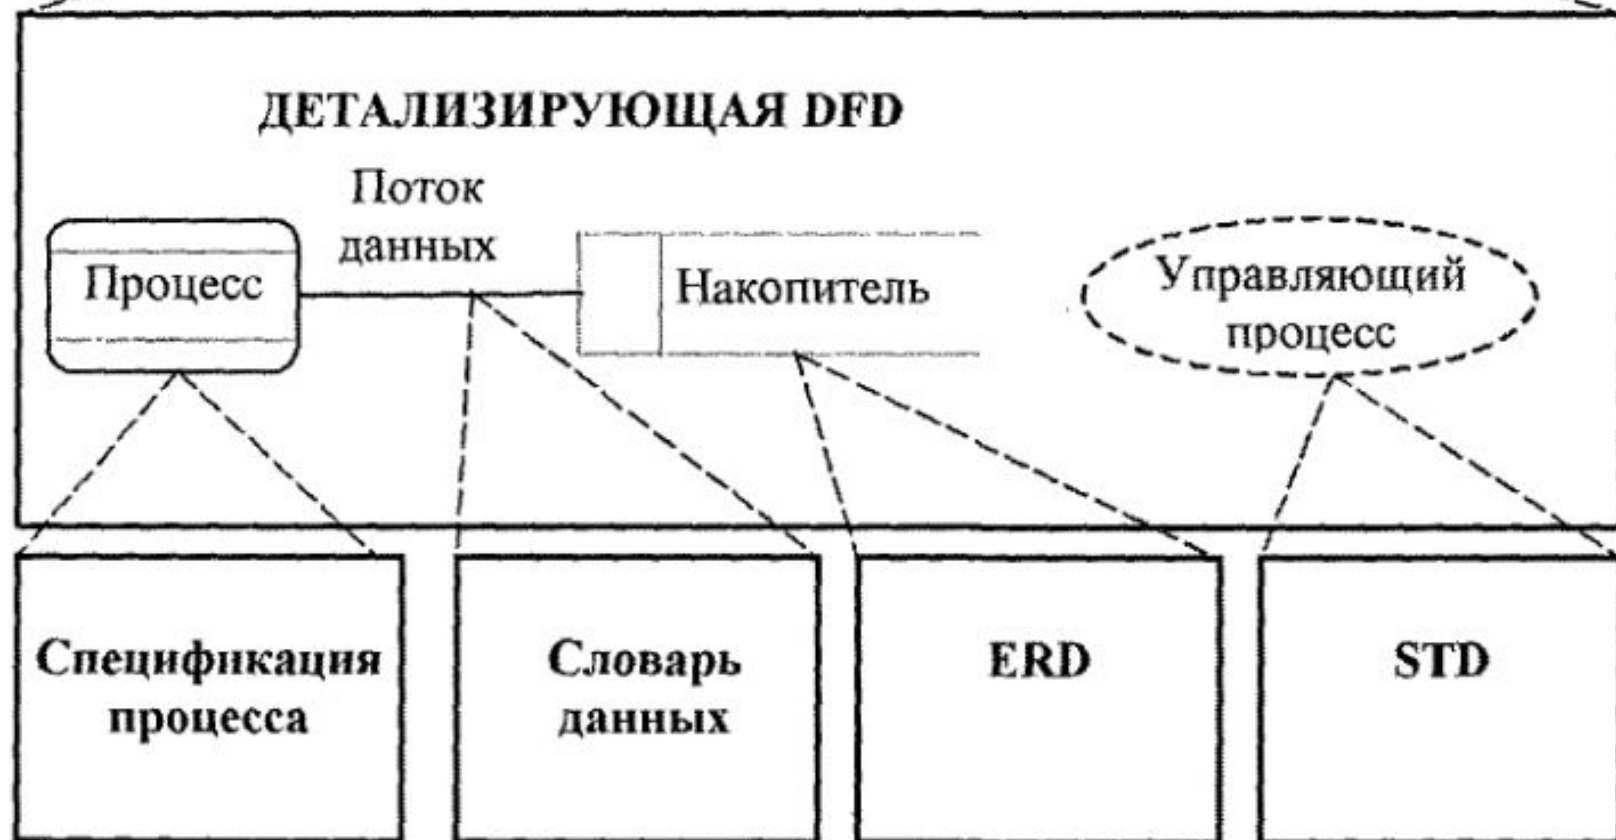 ДЕТАЛИЗИРУЮЩАЯ DFD
Поток
данных
Процесс
Накопитель
Управляющий
процесс
Спецификация
процесса
Словарь
данных
ERD
STD